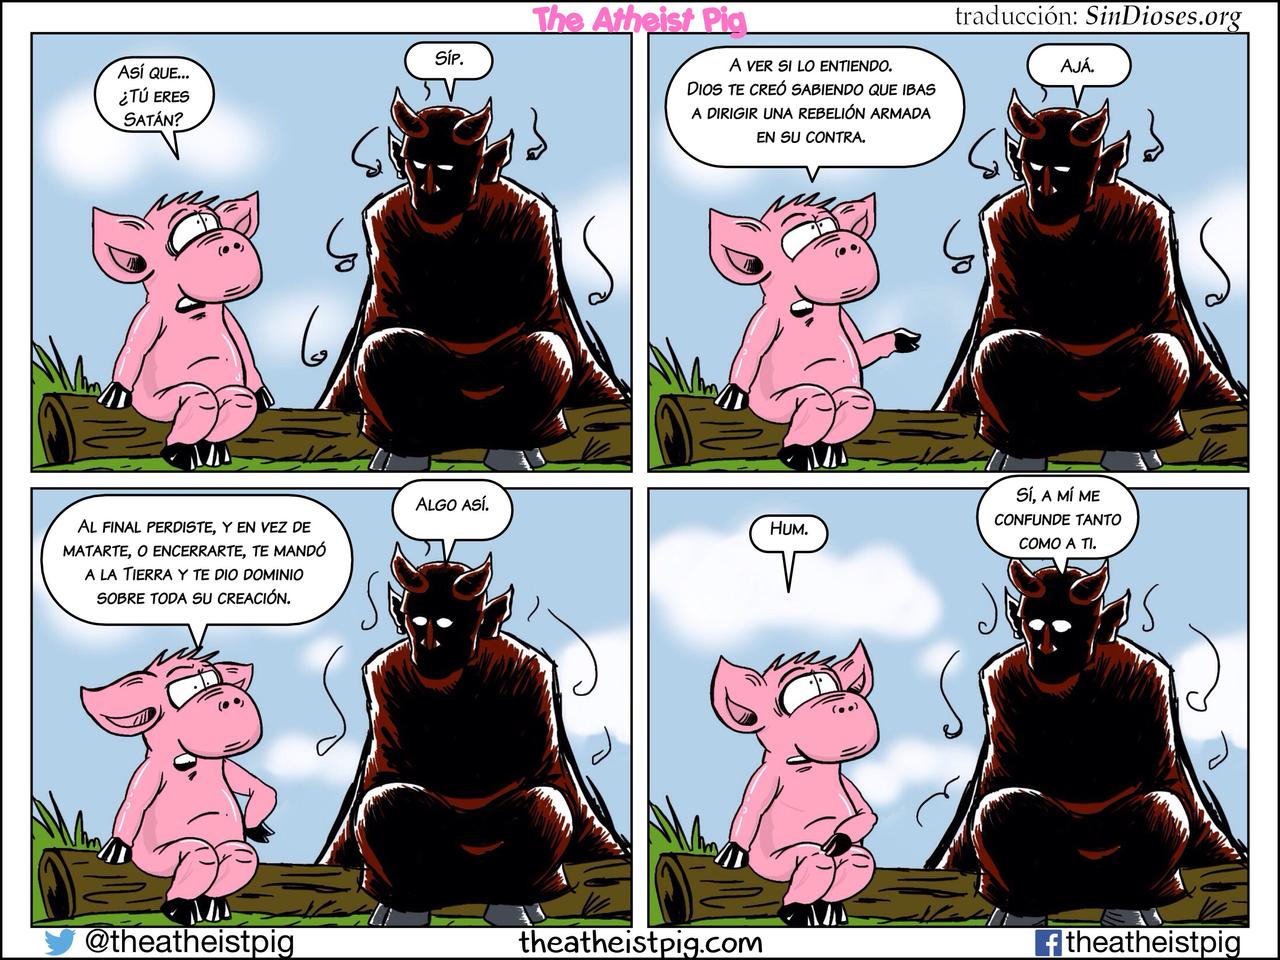 The Atheist Pig
traducción: SinDioses.org
ASÍ QUE...
¿TÚ ERES
SATÁN?
SÍP.
A VER SI LO ENTIENDO.
DIOS TE CREÓ SABIENDO QUE IBAS
A DIRIGIR UNA REBELIÓN ARMADA
EN SU CONTRA.
AJÁ.
AL FINAL PERDISTE, Y EN VEZ DE
MATARTE, O ENCERRARTE, TE MANDÓ
A LA TIERRA Y TE DIO DOMINIO
SOBRE TODA SU CREACIÓN.
ALGO ASÍ.
HUM.
SÍ, A MÍ ME
CONFUNDE TANTO
COMO A TI.
@theatheistpig
theatheistpig.com
theatheistpig